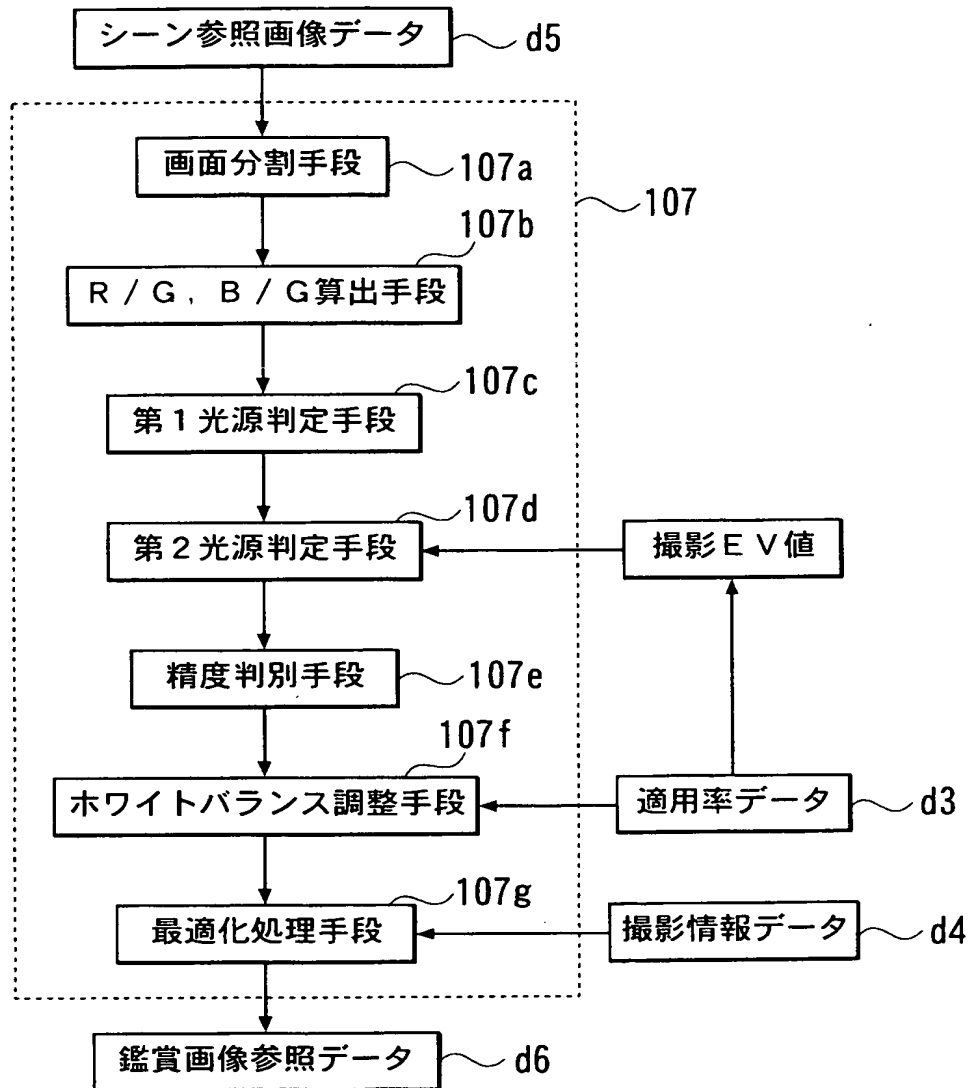 シーン参照画像データ d5
画面分割手段 107a
107
107b
R/G, B/G算出手段
107c
第1光源判定手段
107d
第2光源判定手段 撮影EV値
精度判別手段 107e
107f
ホワイトバランス調整手段 適用率データ d3
107g
最適化処理手段 撮影情報データ d4
鑑賞画像参照データ d6